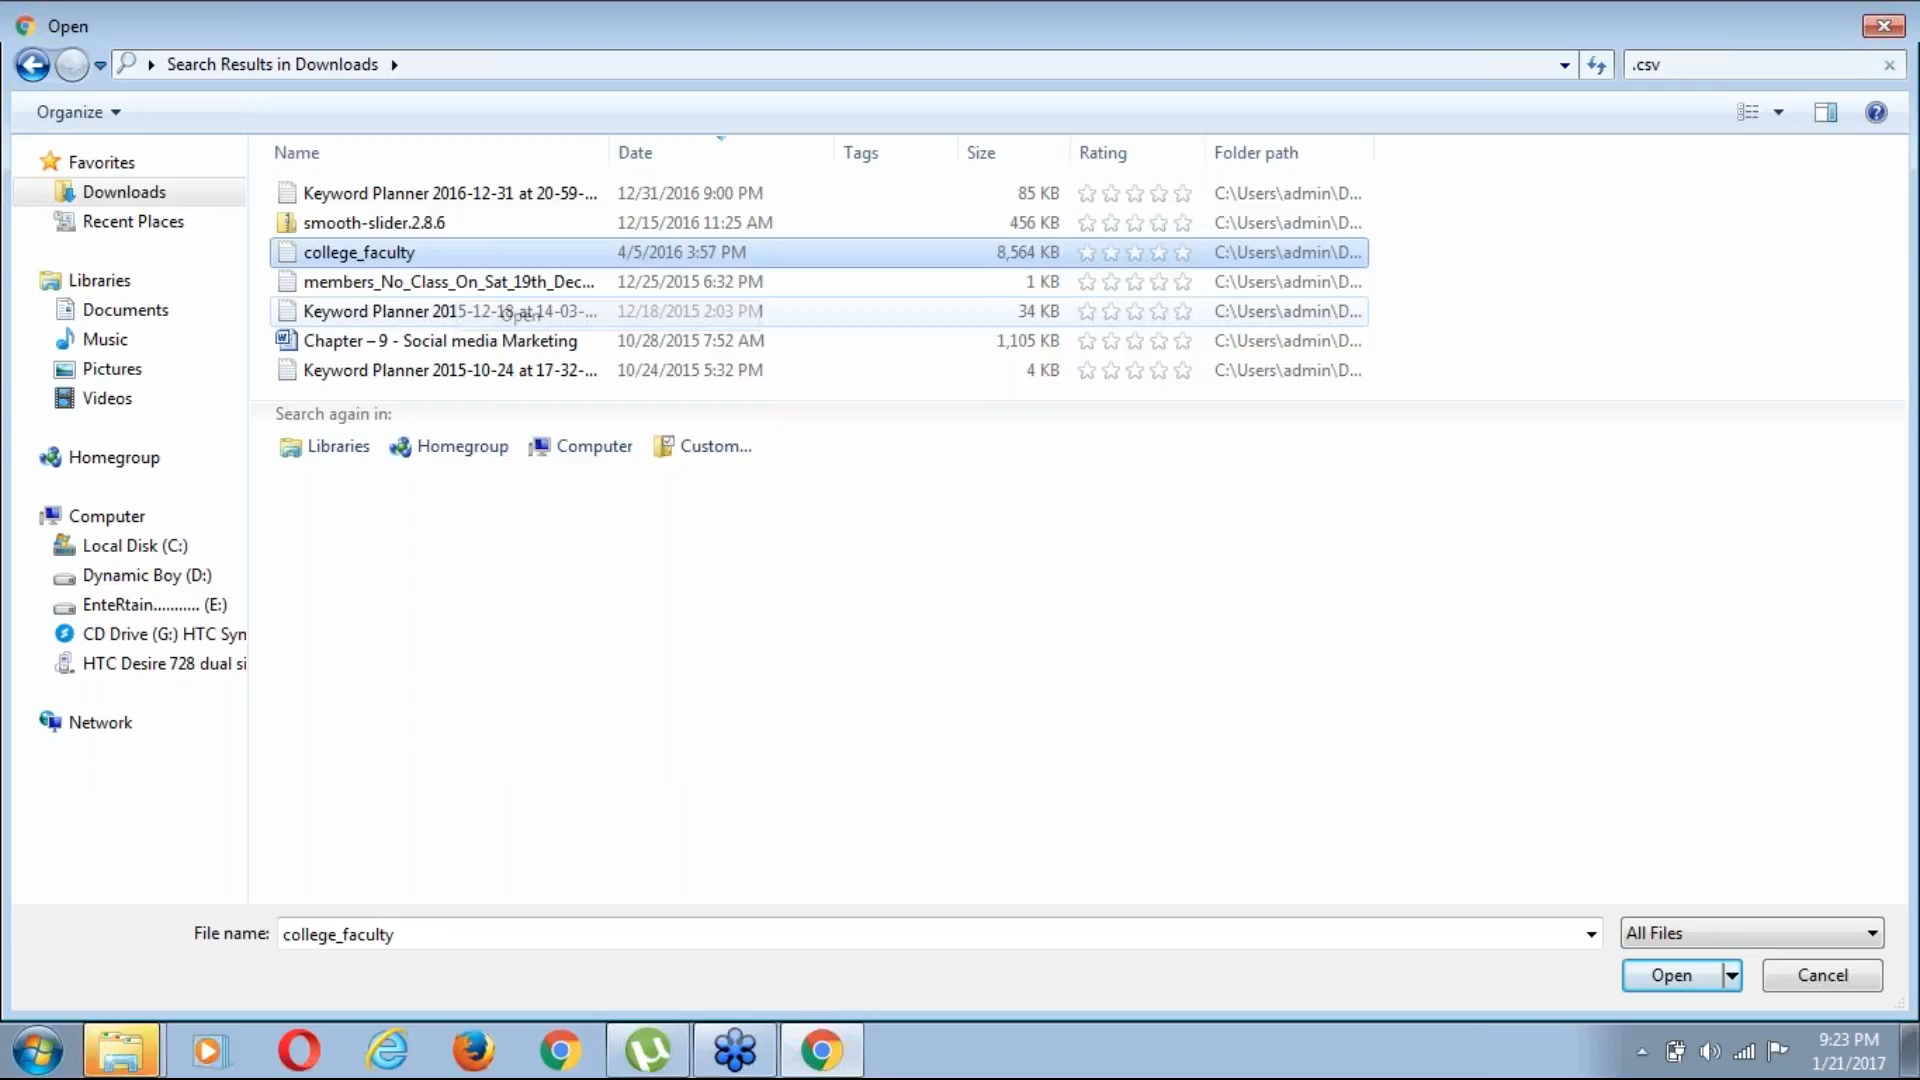 Open
Search Results in Downloads
.csv
Organize
Name Date Tags Size Rating Folder path
Favorites
Downloads
Recent Places
Libraries
Documents
Music
Pictures
Videos
Homegroup
Computer
Local Disk (C:)
Dynamic Boy (D:)
EnteRtain........... (E:)
CD Drive (G:) HTC Syn
HTC Desire 728 dual si
Network
Keyword Planner 2016-12-31 at 20-59-... 12/31/2016 9:00 PM 85 KB C:\Users\admin\D...
smooth-slider.2.8.6 12/15/2016 11:25 AM 456 KB C:\Users\admin\D...
college_faculty 4/5/2016 3:57 PM 8,564 KB C:\Users\admin\D...
members_No_Class_On_Sat_19th_Dec... 12/25/2015 6:32 PM 1 KB C:\Users\admin\D...
Keyword Planner 2015-12-18 at 14-03-... 12/18/2015 2:03 PM 34 KB C:\Users\admin\D...
Open
Chapter – 9 - Social media Marketing 10/28/2015 7:52 AM 1,105 KB C:\Users\admin\D...
Keyword Planner 2015-10-24 at 17-32-... 10/24/2015 5:32 PM 4 KB C:\Users\admin\D...
Search again in:
Libraries Homegroup Computer Custom...
File name: college_faculty All Files
Open Cancel
9:23 PM
1/21/2017